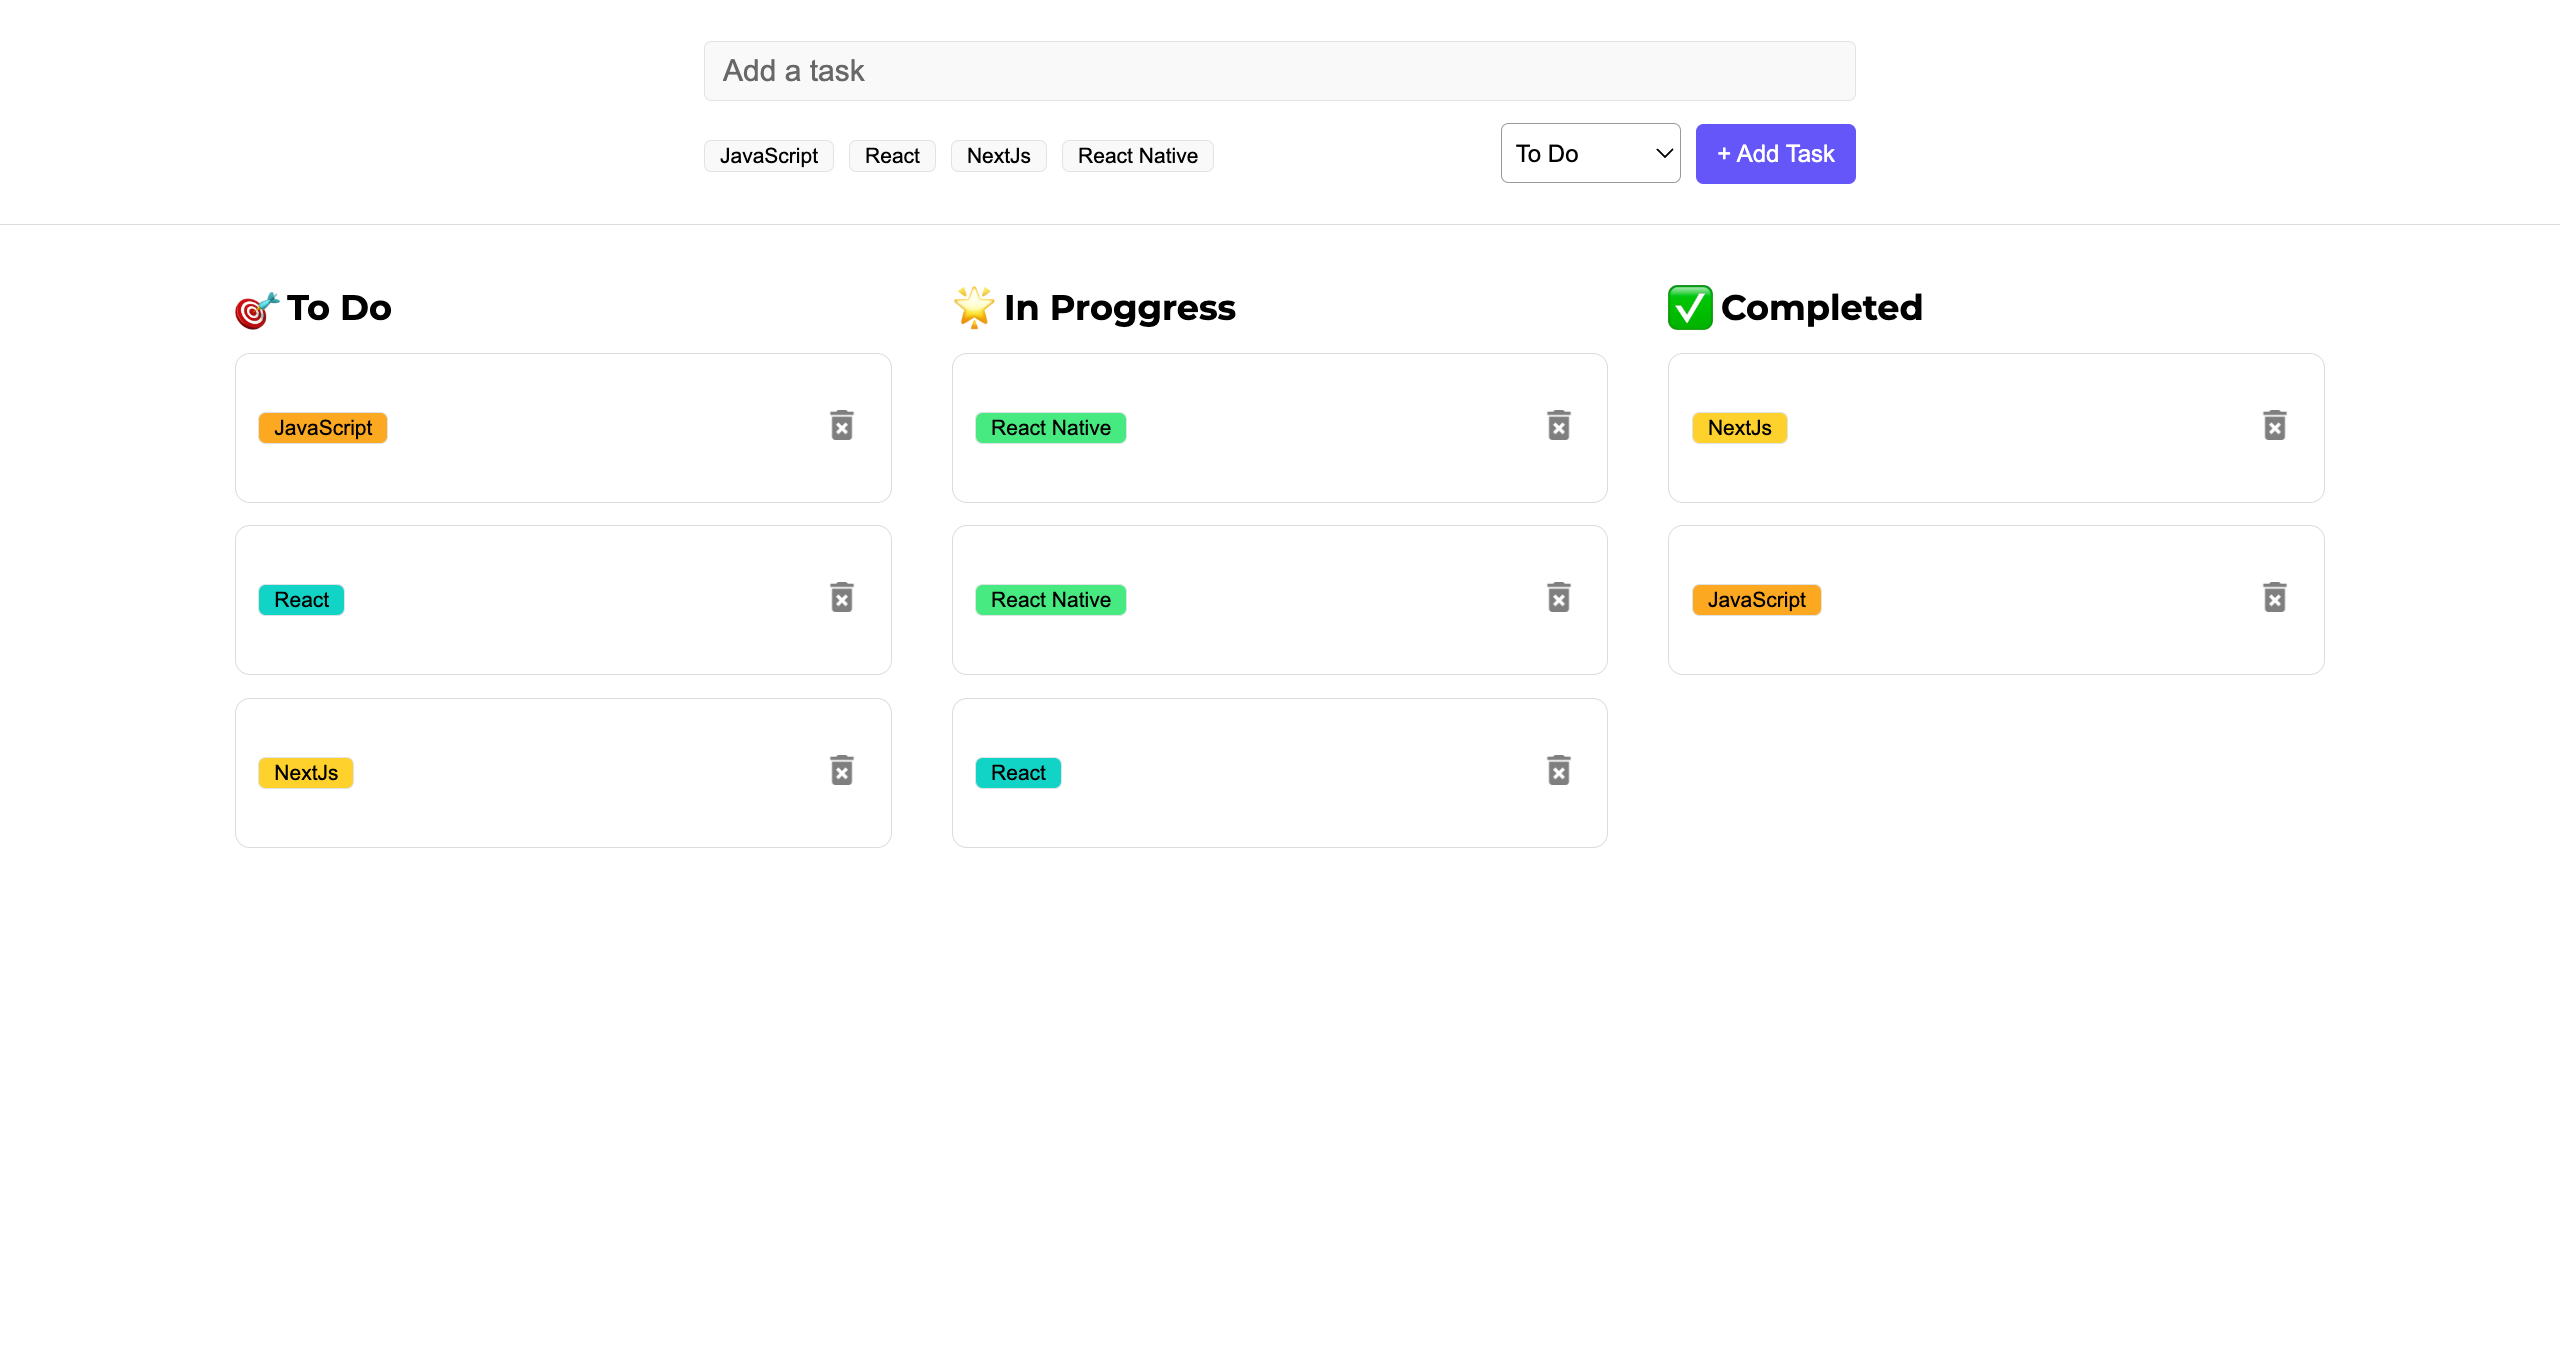 Add a task
JavaScript React NextJs React Native To Do + Add Task
To Do
JavaScript
React
NextJs
In Proggress
React Native
React Native
React
Completed
NextJs
JavaScript